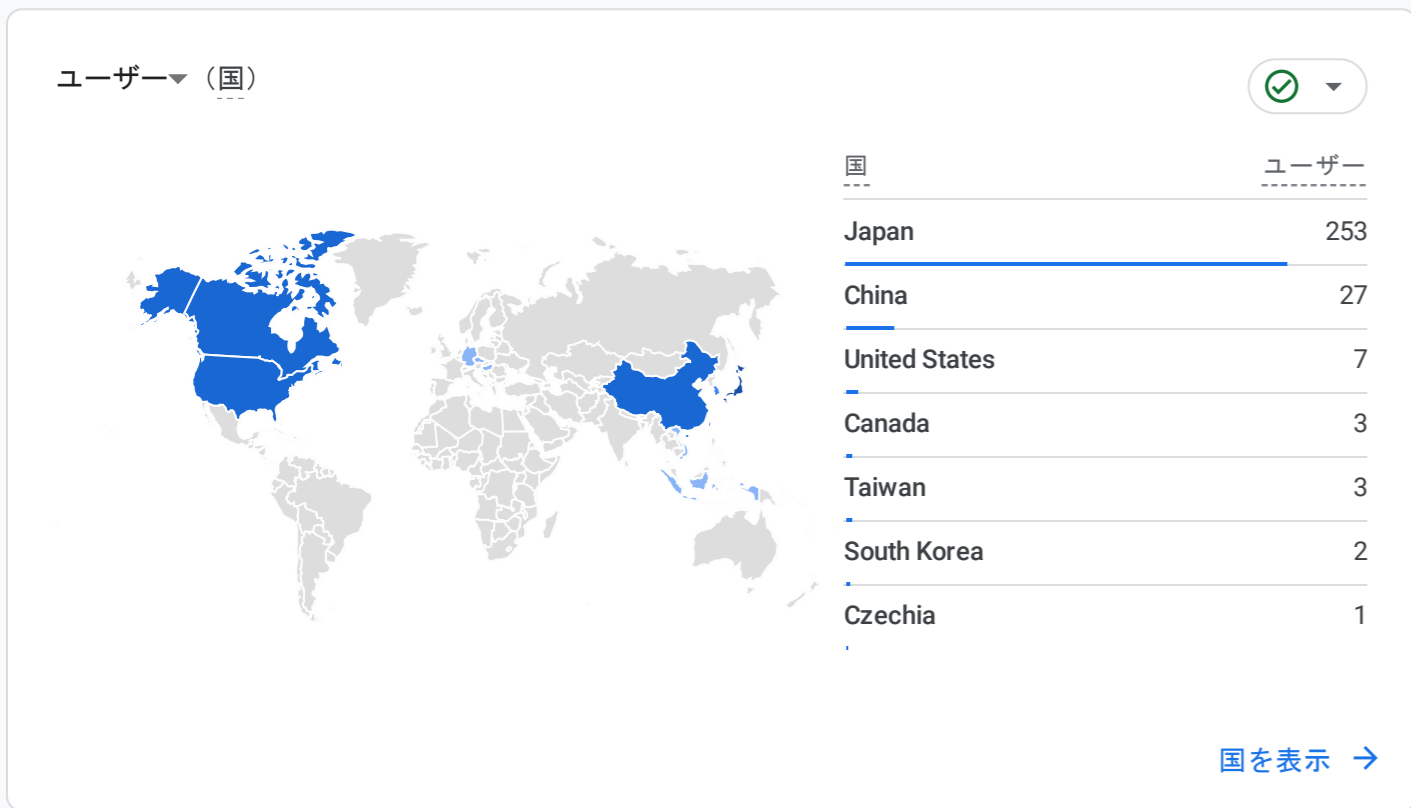 ユーザー（国）
国 ユーザー
Japan 253
China 27
United States 7
Canada 3
Taiwan 3
South Korea 2
Czechia 1
国を表示